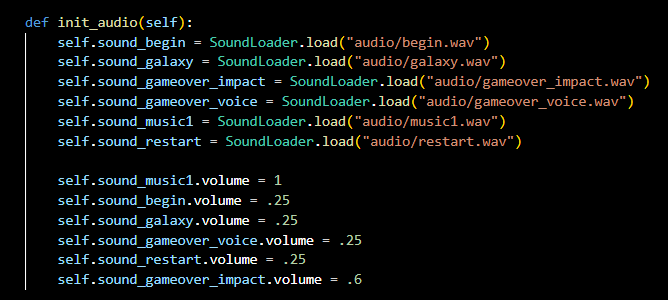 def init_audio(self):
    self.sound_begin = SoundLoader.load("audio/begin.wav")
    self.sound_galaxy = SoundLoader.load("audio/galaxy.wav")
    self.sound_gameover_impact = SoundLoader.load("audio/gameover_impact.wav")
    self.sound_gameover_voice = SoundLoader.load("audio/gameover_voice.wav")
    self.sound_music1 = SoundLoader.load("audio/music1.wav")
    self.sound_restart = SoundLoader.load("audio/restart.wav")

    self.sound_music1.volume = 1
    self.sound_begin.volume = .25
    self.sound_galaxy.volume = .25
    self.sound_gameover_voice.volume = .25
    self.sound_restart.volume = .25
    self.sound_gameover_impact.volume = .6